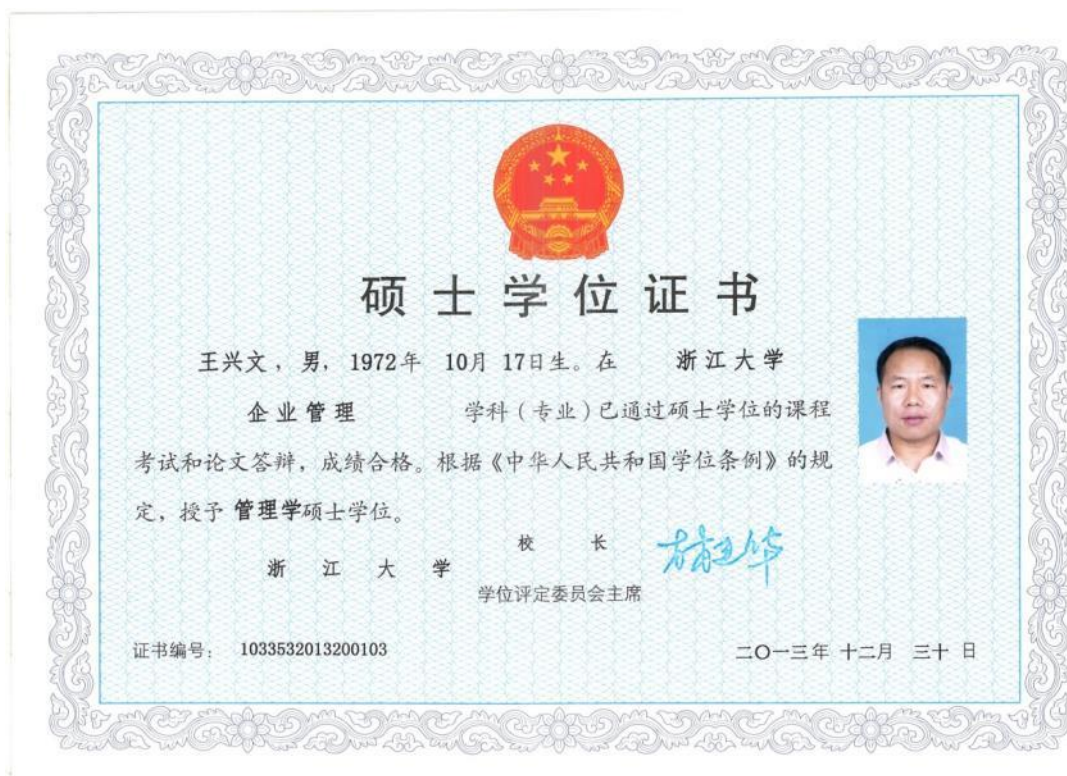 硕士学位证书
王兴文，男，1972年 10月 17日生。在 浙江大学
企业管理 学科（专业）已通过硕士学位的课程
考试和论文答辩，成绩合格。根据《中华人民共和国学位条例》的规
定，授予 管理学硕士学位。
校 长
浙 江 大 学
学位评定委员会主席
证书编号： 1033532013200103
二〇一三年 十二月 三十 日